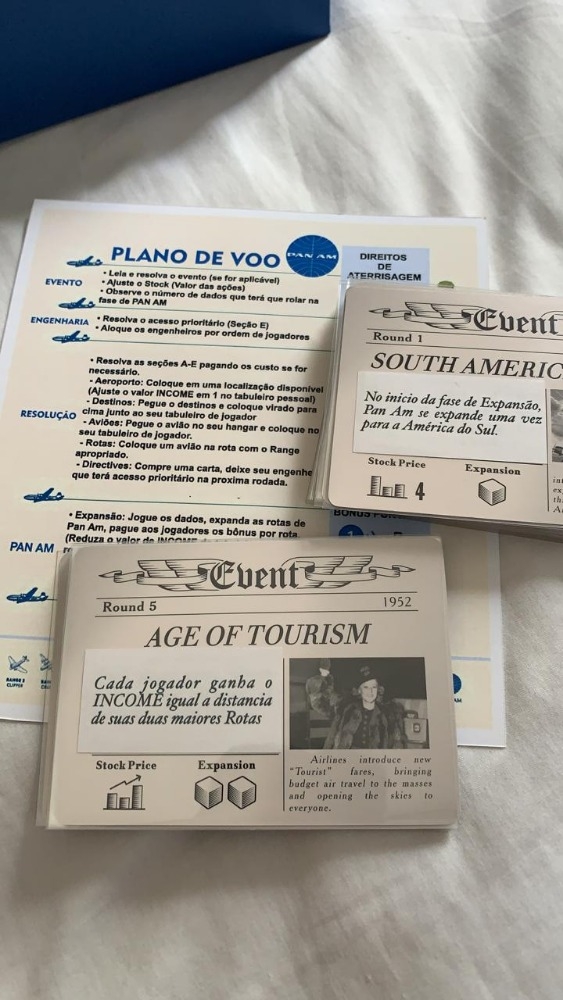 PLANO DE VOO
PAN AM
DIREITOS
DE
ATERRISAGEM
EVENTO
• Leia e resolva o evento (se for aplicável)
• Ajuste o Stock (Valor das ações)
• Observe o número de dados que terá que rolar na
fase de PAN AM
ENGENHARIA
• Resolva o acesso prioritário (Seção E)
• Aloque os engenheiros por ordem de jogadores
RESOLUÇÃO
• Resolva as seções A-E pagando os custo se for
necessário.
- Aeroporto: Coloque em uma localização disponivel
(Ajuste o valor INCOME em 1 no tabuleiro pessoal)
- Destinos: Pegue o destinos e coloque virado para
cima junto ao seu tabuleiro de jogador
- Aviões: Pegue o avião no seu hangar e coloque no
seu tabuleiro de jogador.
- Rotas: Coloque um avião na rota com o Range
apropriado.
- Directives: Compre uma carta, deixe seu engenhe
que terá acesso prioritário na proxima rodada.
PAN AM
• Expansão: Jogue os dados, expanda as rotas de
Pan Am, pague aos jogadores os bônus por rota.
(Reduza o valor de INCOME
Event
Round 1
SOUTH AMERIC
No inicio da fase de Expansão,
Pan Am se expande uma vez
para a América do Sul.
Stock Price
4
Expansion
Event
Round 5
1952
AGE OF TOURISM
Cada jogador ganha o
INCOME igual a distancia
de suas duas maiores Rotas
Stock Price
Expansion
Airlines introduce new
"Tourist" fares, bringing
budget air travel to the masses
and opening the skies to
everyone.
RANGE 2
CLIPPER